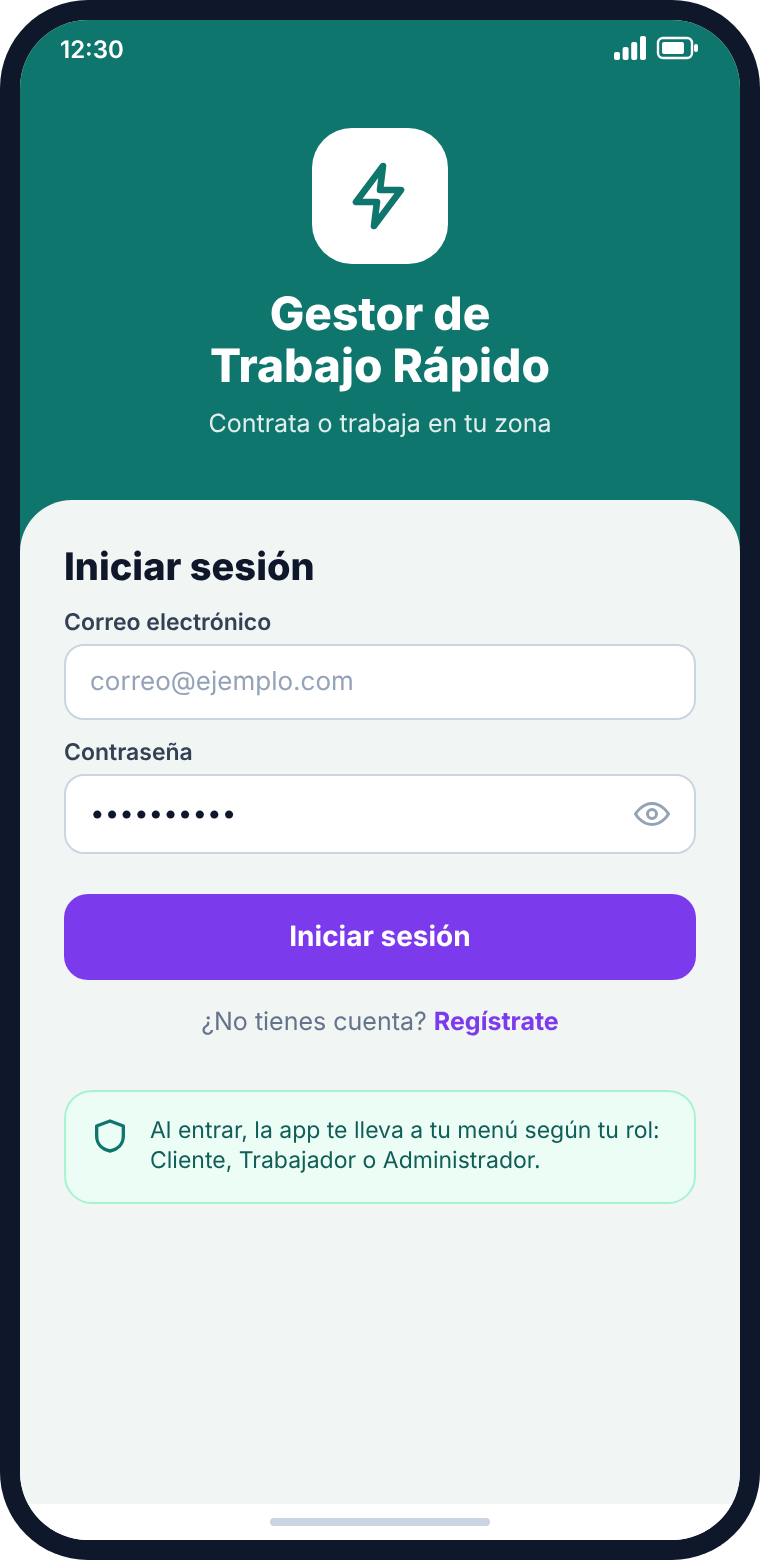 12:30
Gestor de
Trabajo Rápido
Contrata o trabaja en tu zona
Iniciar sesión
Correo electrónico
correo@ejemplo.com
Contraseña
••••••••••
Iniciar sesión
¿No tienes cuenta? Regístrate
Al entrar, la app te lleva a tu menú según tu rol:
Cliente, Trabajador o Administrador.